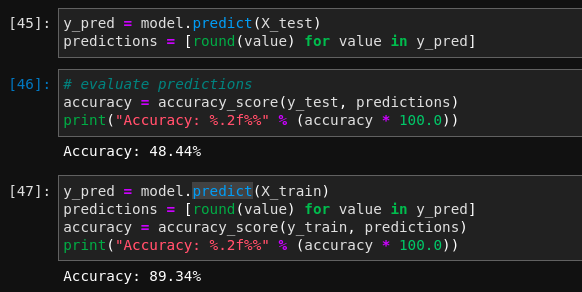 [45]: y_pred = model.predict(X_test)
predictions = [round(value) for value in y_pred]
[46]: # evaluate predictions
accuracy = accuracy_score(y_test, predictions)
print("Accuracy: %.2f%%" % (accuracy * 100.0))
Accuracy: 48.44%
[47]: y_pred = model.predict(X_train)
predictions = [round(value) for value in y_pred]
accuracy = accuracy_score(y_train, predictions)
print("Accuracy: %.2f%%" % (accuracy * 100.0))
Accuracy: 89.34%